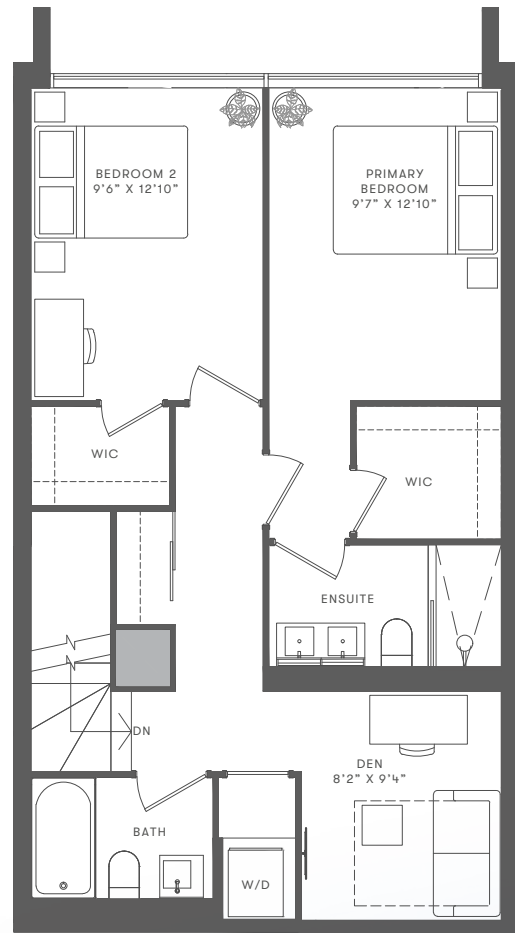 BEDROOM 2
9'6" X 12'10"
PRIMARY
BEDROOM
9'7" X 12'10"
WIC
WIC
ENSUITE
DN
DEN
8'2" X 9'4"
BATH
W/D